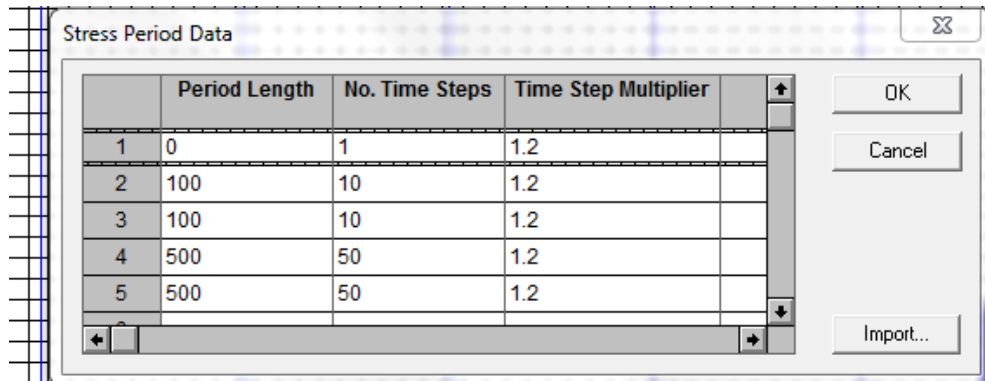 Stress Period Data
Period Length No. Time Steps Time Step Multiplier
OK
1 0 1 1.2
Cancel
2 100 10 1.2
3 100 10 1.2
4 500 50 1.2
5 500 50 1.2
Import...